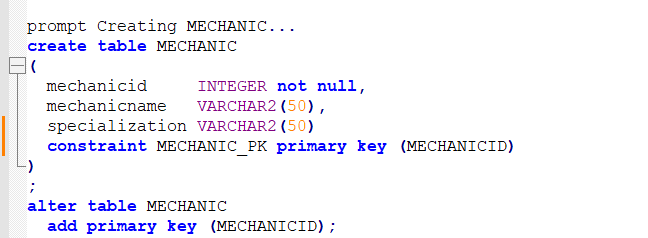 prompt Creating MECHANIC...
create table MECHANIC
(
  mechanicid     INTEGER not null,
  mechanicname   VARCHAR2(50),
  specialization VARCHAR2(50)
  constraint MECHANIC_PK primary key (MECHANICID)
)
;
alter table MECHANIC
  add primary key (MECHANICID);